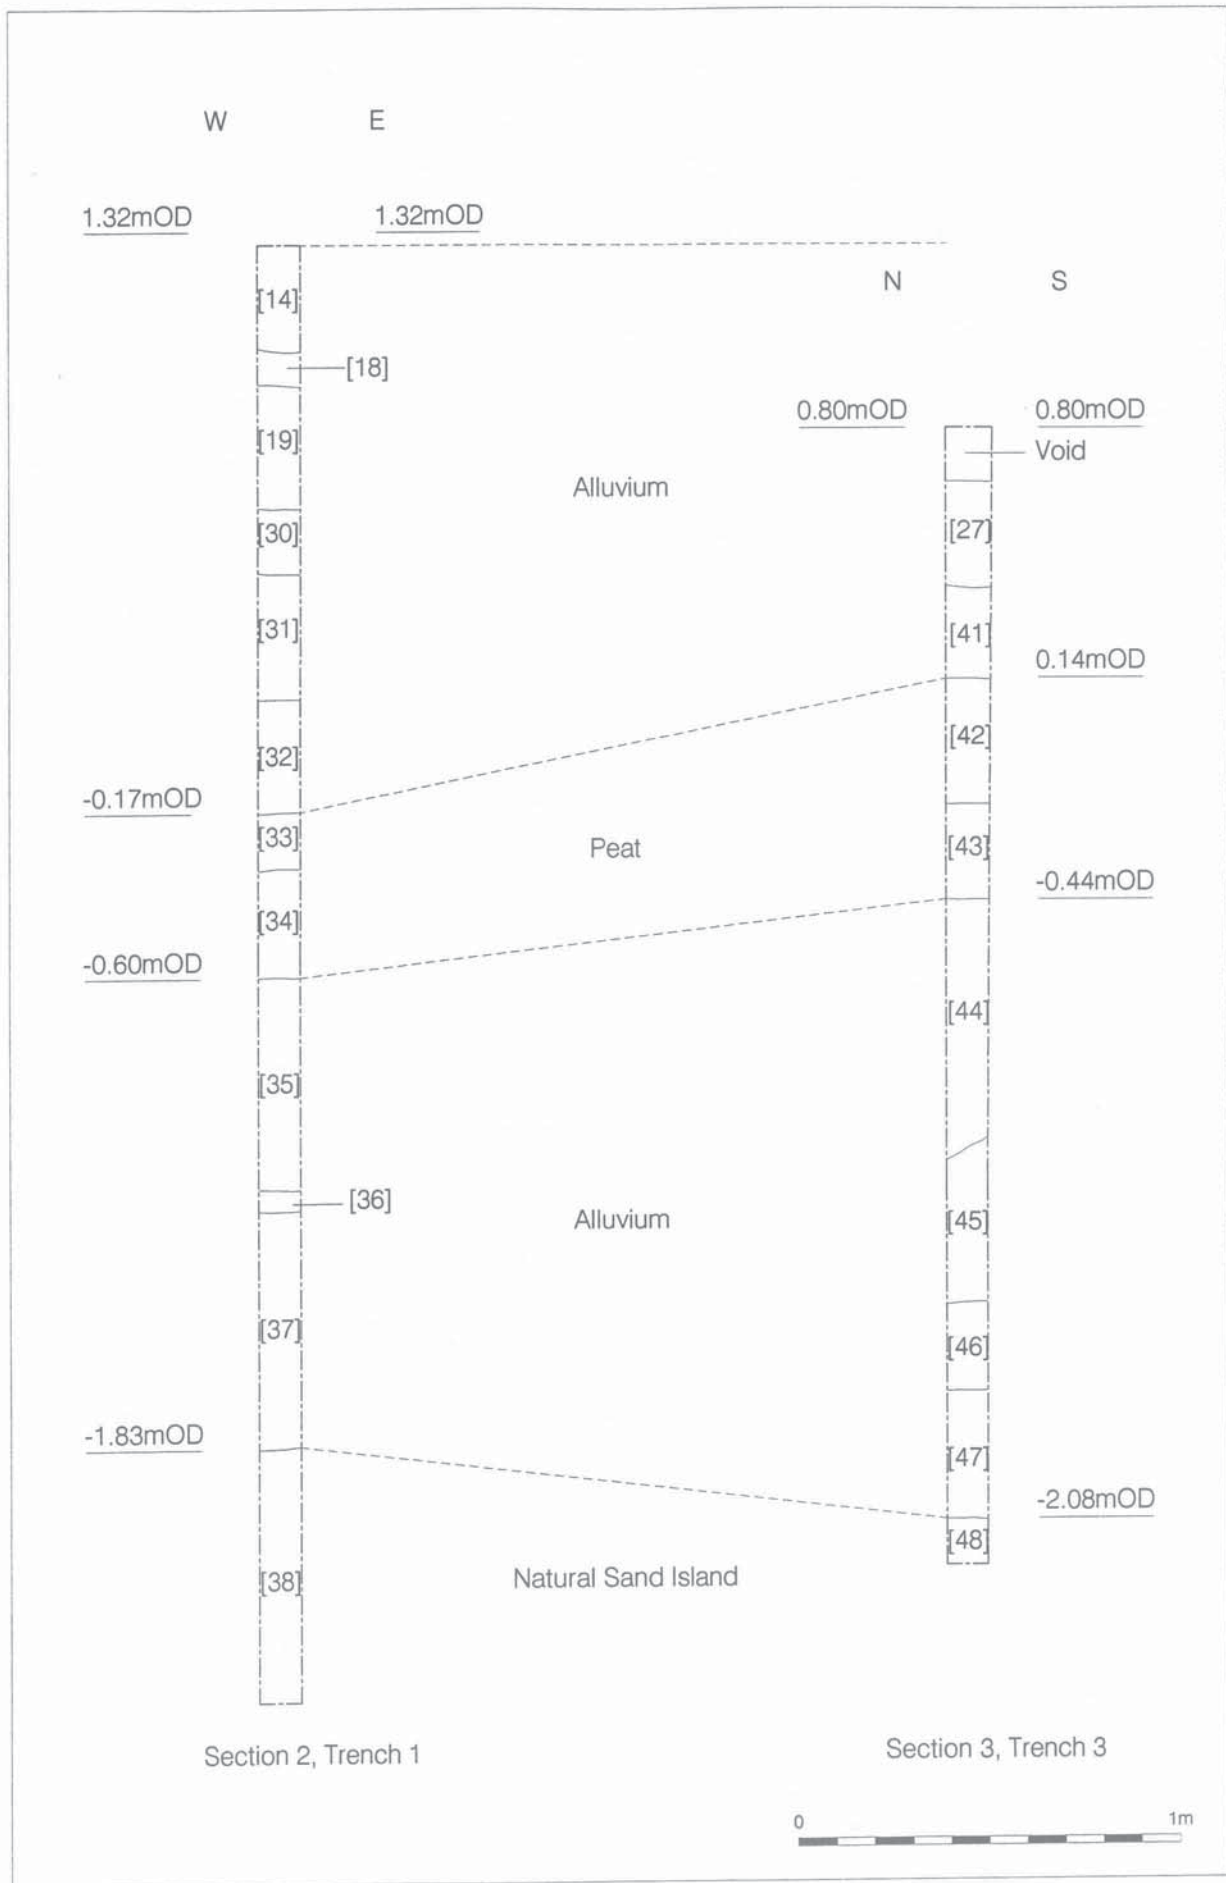 W E
1.32mOD 1.32mOD
N S
[14]
[18]
0.80mOD 0.80mOD
[19]
Void
Alluvium
[30]
[27]
[31]
[41]
0.14mOD
[32]
[42]
-0.17mOD
[33]
Peat
[43]
-0.44mOD
[34]
-0.60mOD
[44]
[35]
[36]
Alluvium
[45]
[37]
[46]
-1.83mOD
[47]
-2.08mOD
[48]
[38]
Natural Sand Island
Section 2, Trench 1
Section 3, Trench 3
0 1m